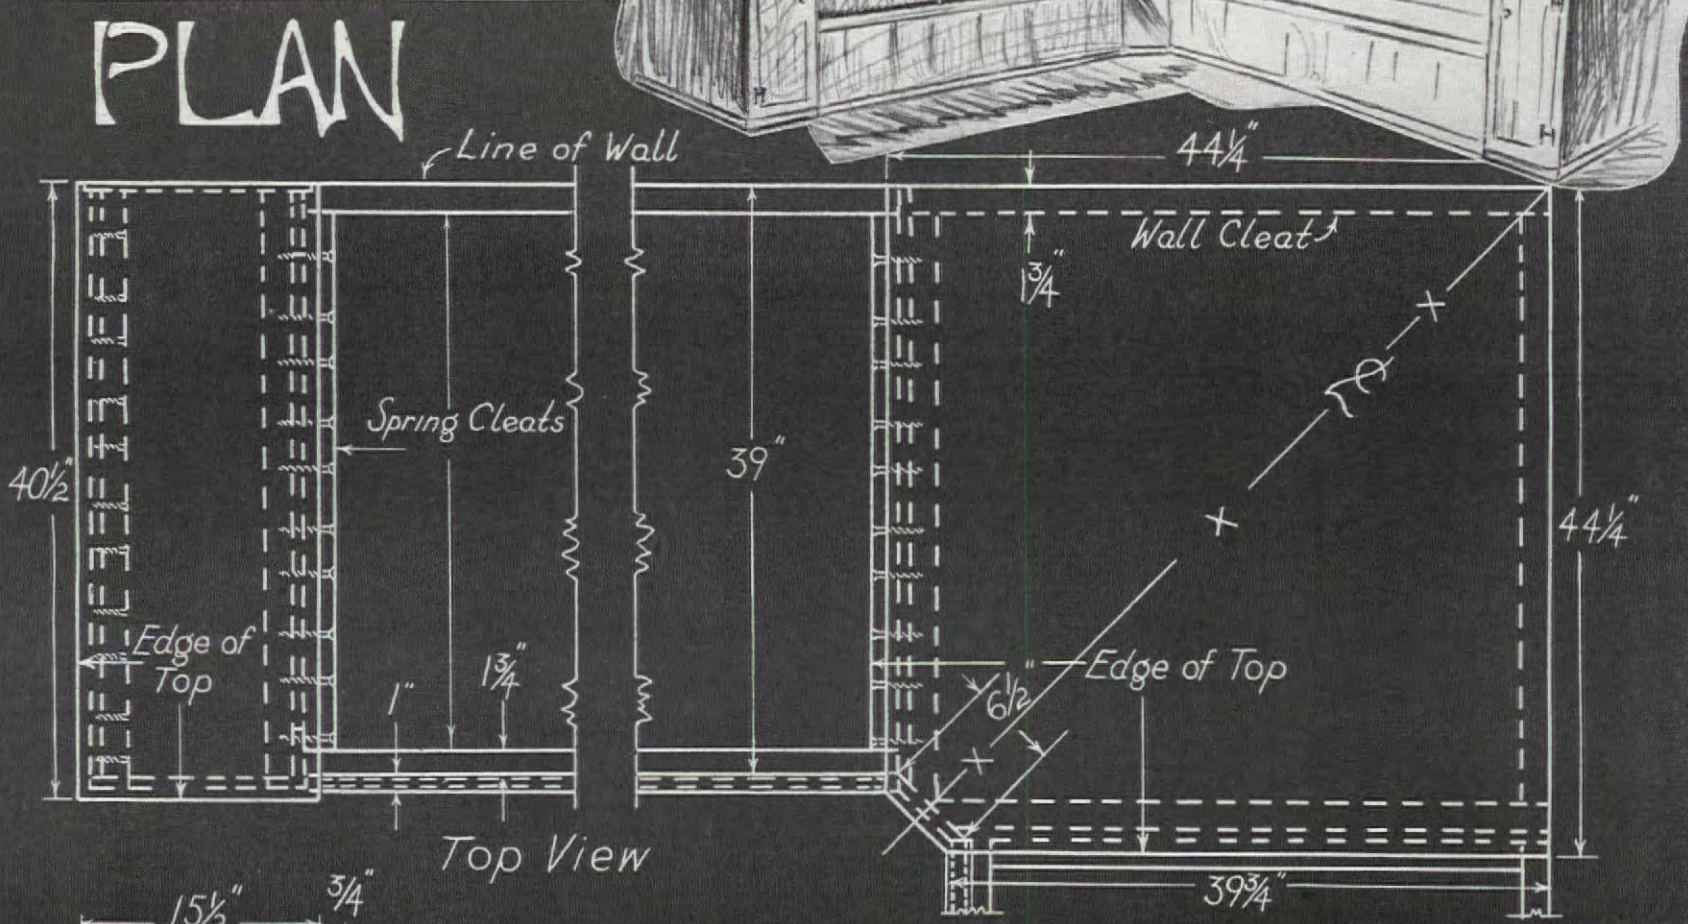 PLAN
Line of Wall
44¼"
Wall Cleat
1¾"
Spring Cleats
39"
40½"
44¼"
Edge of
Top
1"
1¾"
6½"
Edge of Top
Top View
39¾"
15½"
¾"